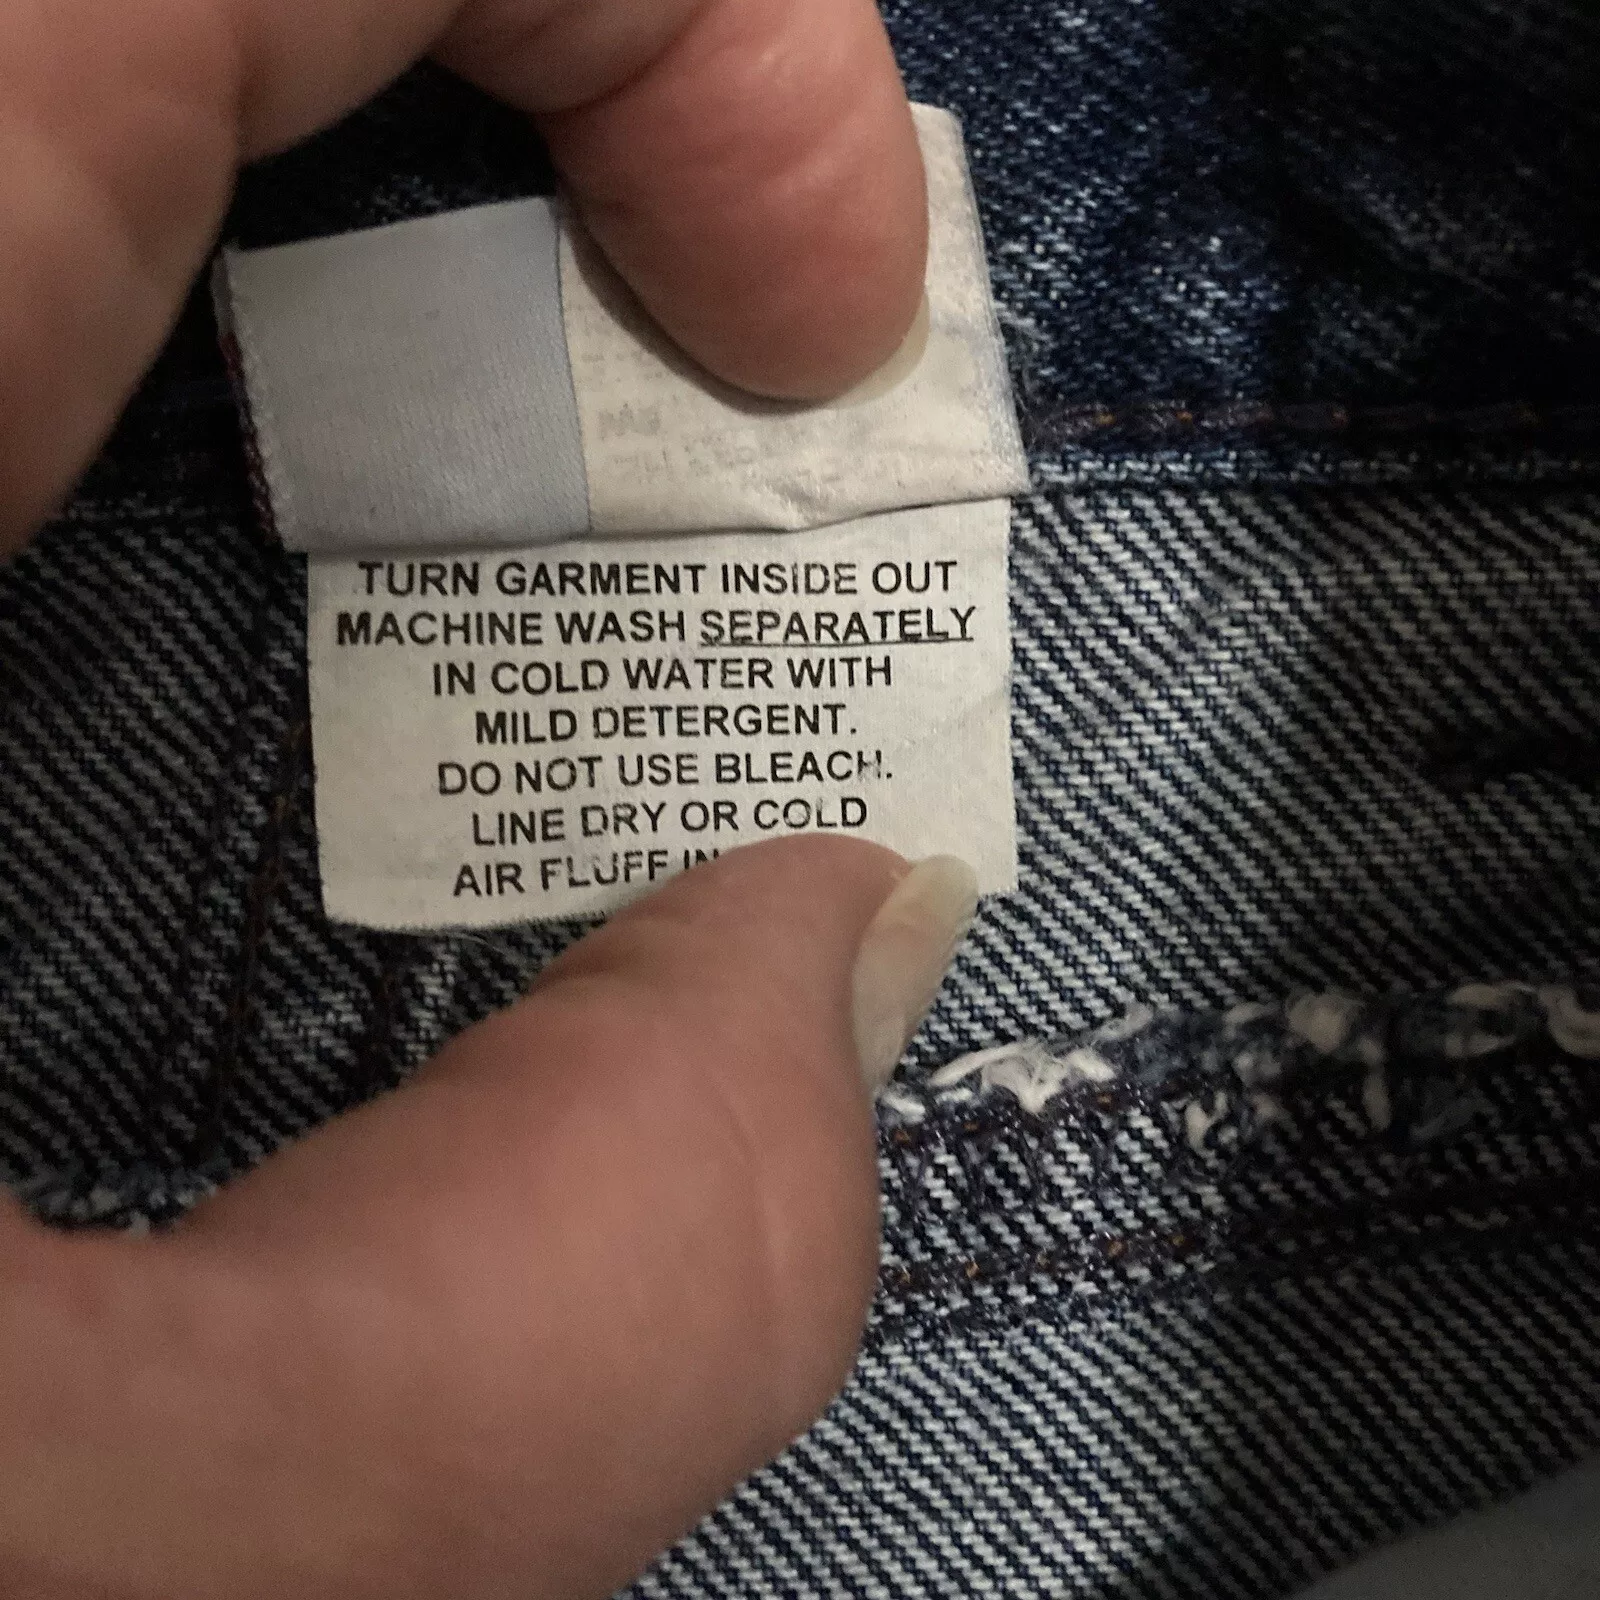 TURN GARMENT INSIDE OUT
MACHINE WASH SEPARATELY
IN COLD WATER WITH
MILD DETERGENT.
DO NOT USE BLEACH.
LINE DRY OR COLD
AIR FLUFF IN